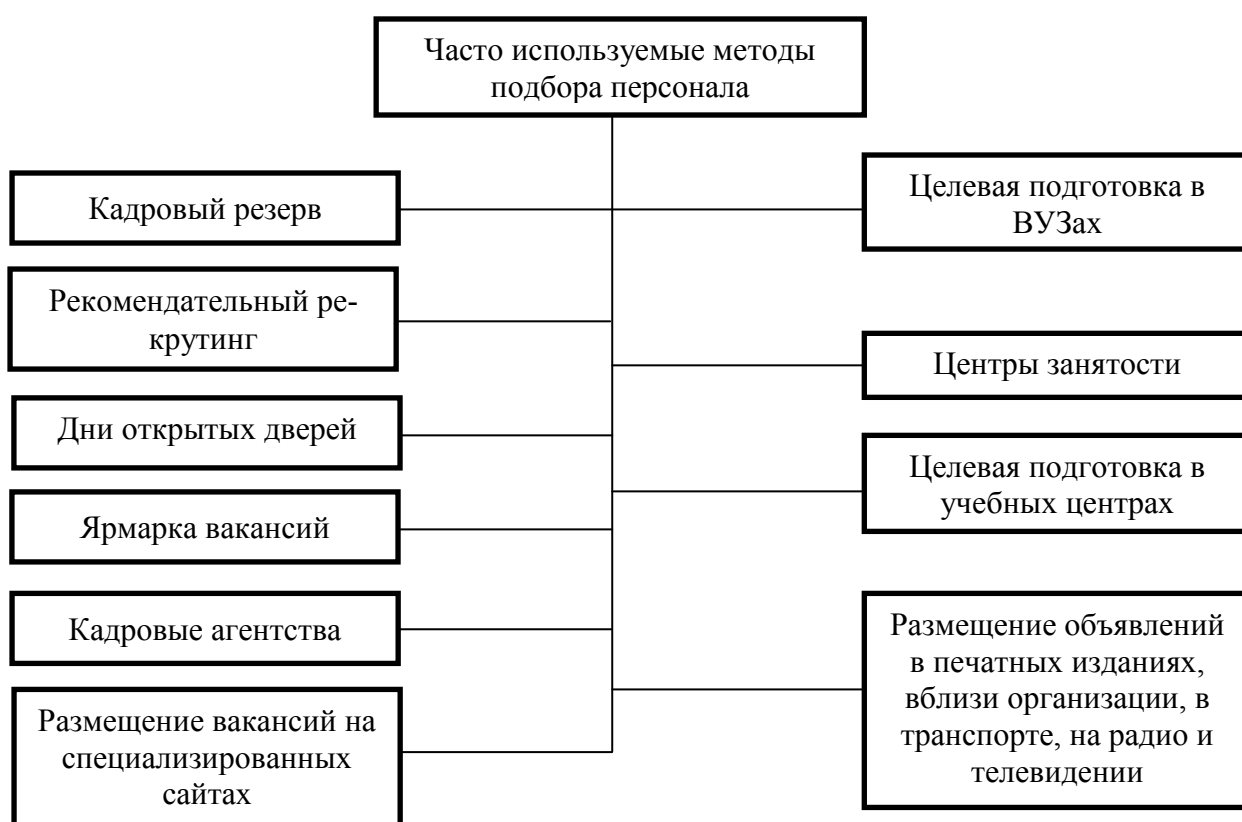 Часто используемые методы
подбора персонала
Кадровый резерв
Рекомендательный ре-
крутинг
Дни открытых дверей
Ярмарка вакансий
Кадровые агентства
Размещение вакансий на
специализированных
сайтах
Целевая подготовка в
ВУЗах
Центры занятости
Целевая подготовка в
учебных центрах
Размещение объявлений
в печатных изданиях,
вблизи организации, в
транспорте, на радио и
телевидении